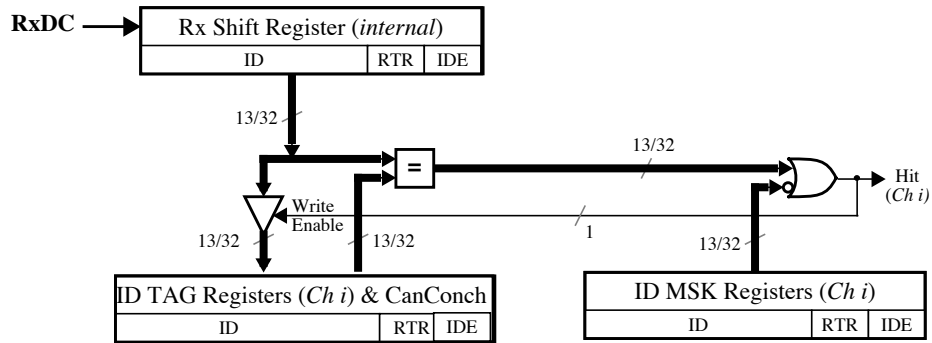 RxDC
Rx Shift Register (internal)
ID RTR IDE
13/32
13/32
=
Hit
(Ch i)
Write
Enable
13/32
13/32
1
13/32
ID TAG Registers (Ch i) & CanConch
ID RTR IDE
ID MSK Registers (Ch i)
ID RTR IDE